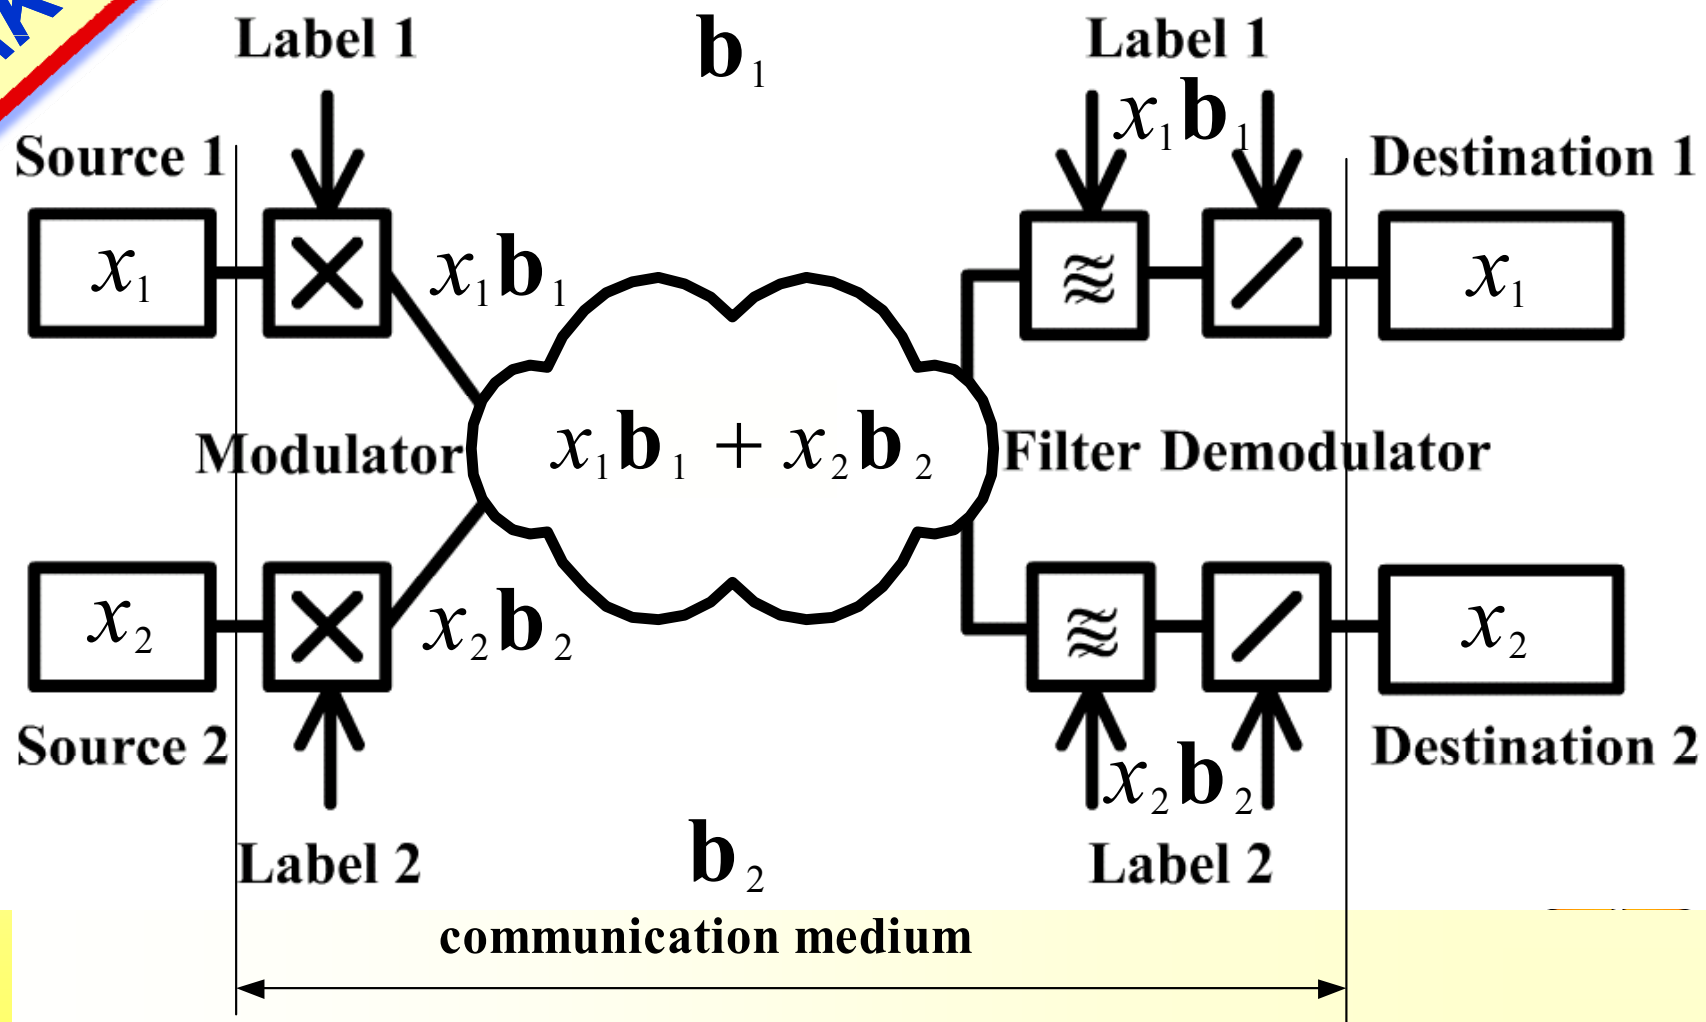 Label 1
b₁
Label 1
x₁b₁
Source 1
Destination 1
x₁
x₁b₁
x₁
Modulator
x₁b₁ + x₂b₂
Filter Demodulator
x₂
x₂b₂
x₂
Source 2
Destination 2
x₂b₂
Label 2
b₂
Label 2
communication medium